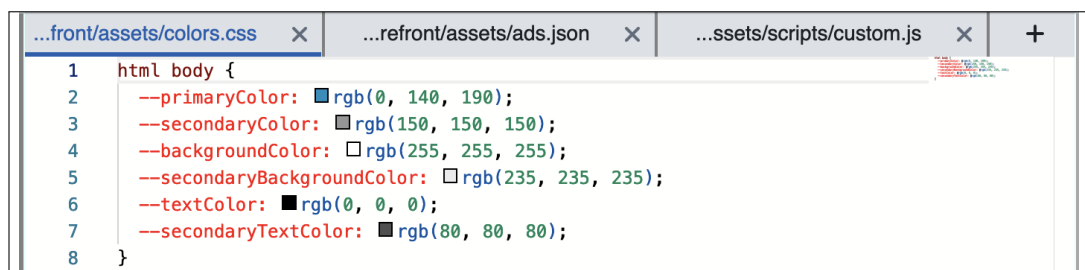 ...front/assets/colors.css × ...refront/assets/ads.json × ...ssets/scripts/custom.js × +
1 html body {
2 --primaryColor: rgb(0, 140, 190);
3 --secondaryColor: rgb(150, 150, 150);
4 --backgroundColor: rgb(255, 255, 255);
5 --secondaryBackgroundColor: rgb(235, 235, 235);
6 --textColor: rgb(0, 0, 0);
7 --secondaryTextColor: rgb(80, 80, 80);
8 }